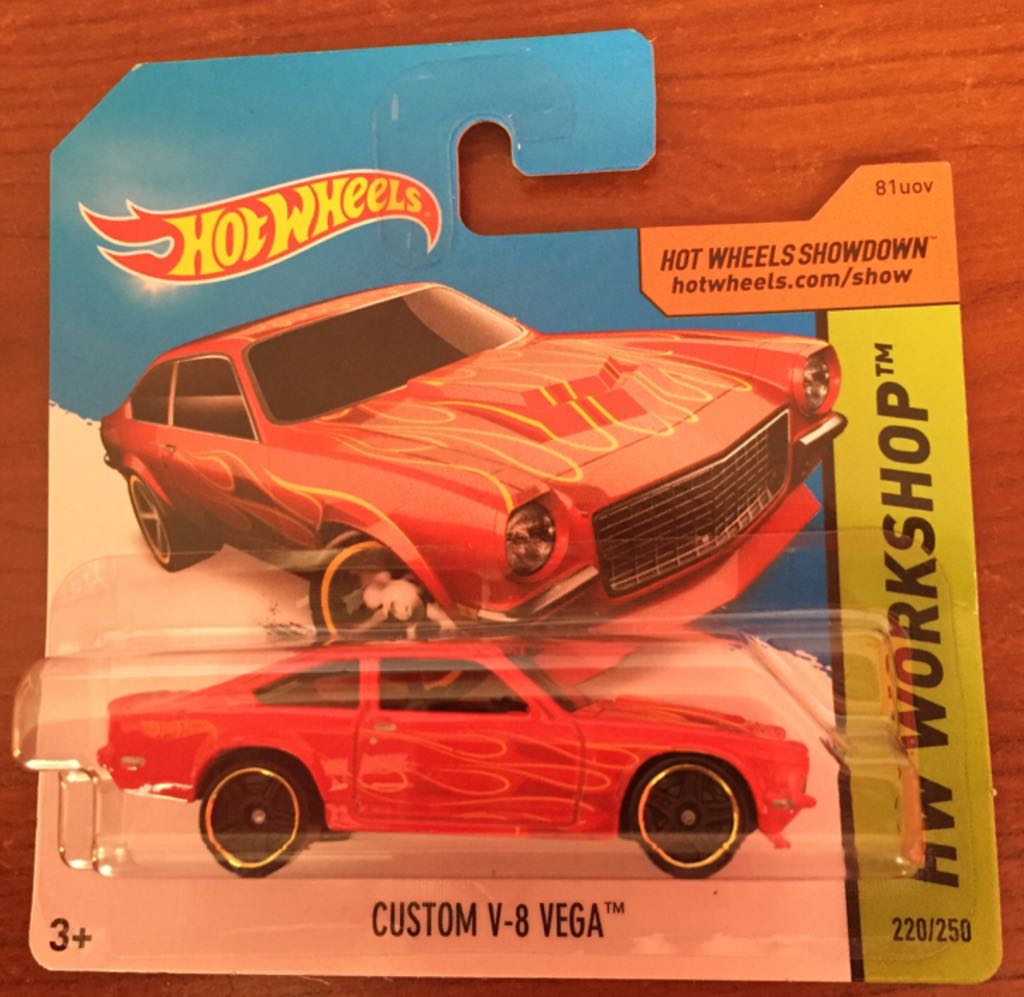 81uov
HOT WHEELS
HOT WHEELS SHOWDOWN™
hotwheels.com/show
HW WORKSHOP™
CUSTOM V-8 VEGA™
3+
220/250